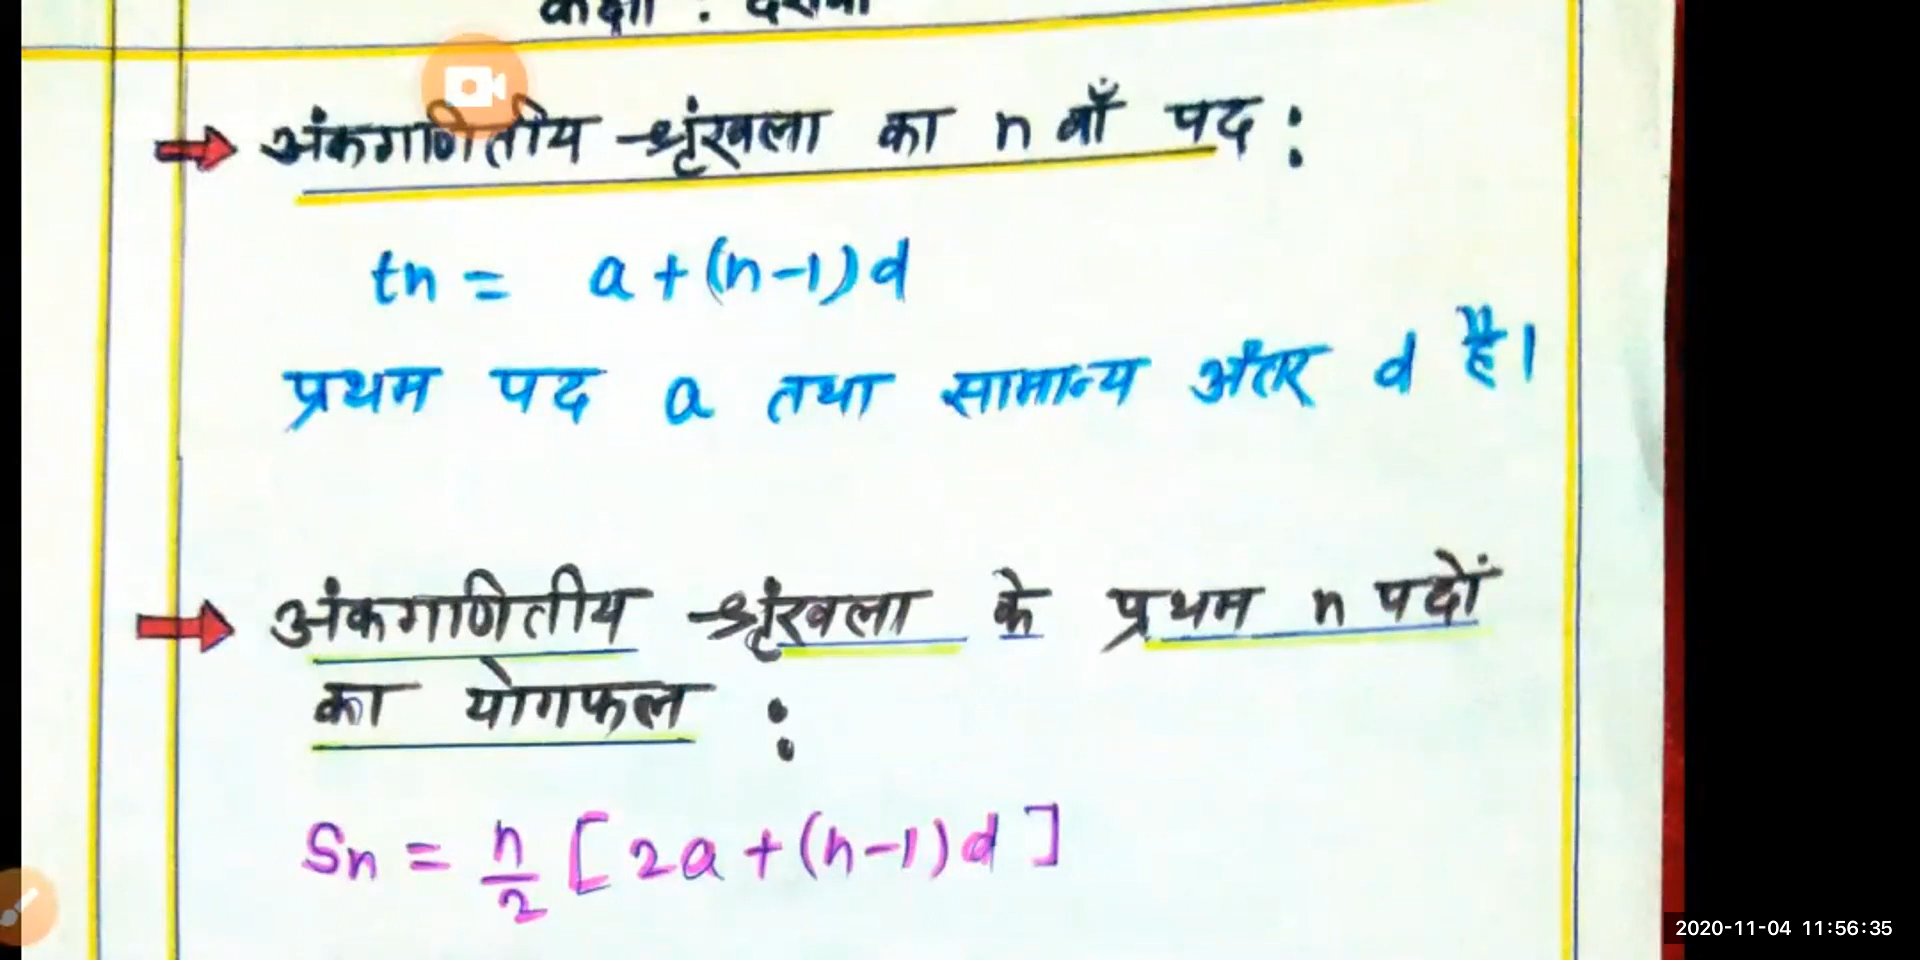 → अंकगणितीय श्रृंखला का n वाँ पद :
tn = a + (n-1)d
प्रथम पद a तथा सामान्य अंतर d है।
→ अंकगणितीय श्रृंखला के प्रथम n पदों
का योगफल :
Sn = n/2 [2a + (n-1)d]
2020-11-04 11:56:35